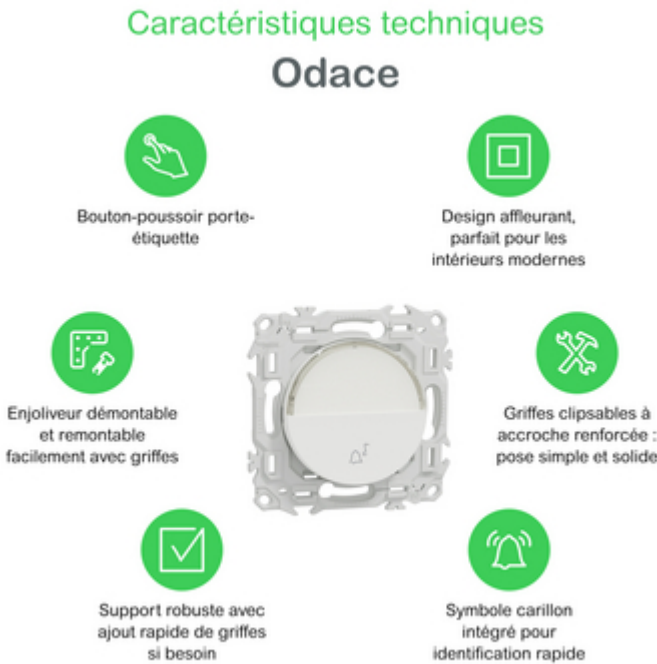 Caractéristiques techniques
Odace
Bouton-poussoir porte-
étiquette
Design affleurant,
parfait pour les
intérieurs modernes
Enjoliveur démontable
et remontable
facilement avec griffes
Griffes clipsables à
accroche renforcée :
pose simple et solide
Support robuste avec
ajout rapide de griffes
si besoin
Symbole carillon
intégré pour
identification rapide